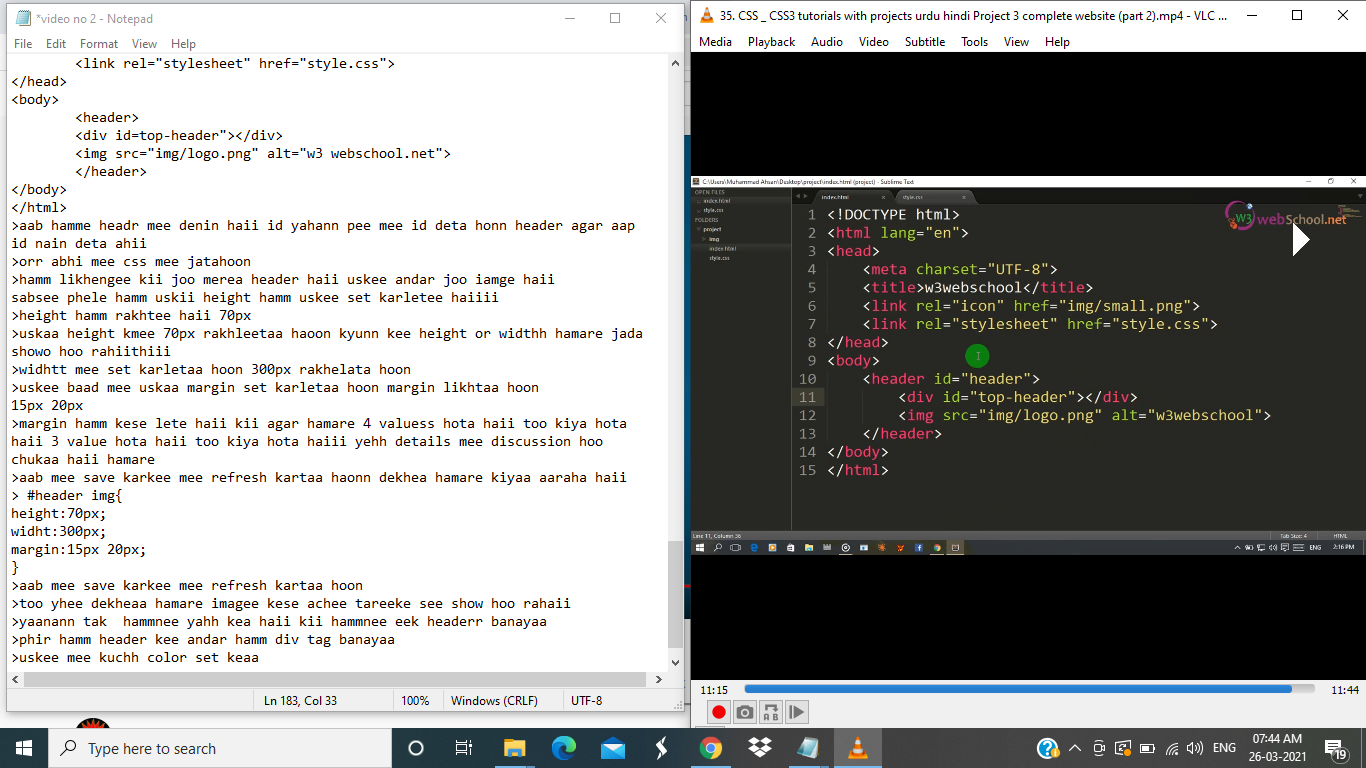 *video no 2 - Notepad
File Edit Format View Help
<link rel="stylesheet" href="style.css">
</head>
<body>
<header>
<div id=top-header"></div>
<img src="img/logo.png" alt="w3 webschool.net">
</header>
</body>
</html>
>aab hamme headr mee denin haii id yahann pee mee id deta honn header agar aap
id nain deta ahii
>orr abhi mee css mee jatahoon
>hamm likhengee kii joo merea header haii uskee andar joo iamge haii
sabsee phele hamm uskii height hamm uskee set karletee haiiii
>height hamm rakhtee haii 70px
>uskaa height kmee 70px rakhleetaa haoon kyunn kee height or widthh hamare jada
showo hoo rahiithiii
>widhtt mee set karletaa hoon 300px rakhelata hoon
>uskee baad mee uskaa margin set karletaa hoon margin likhtaa hoon
15px 20px
>margin hamm kese lete haii kii agar hamare 4 valuess hota haii too kiya hota
haii 3 value hota haii too kiya hota haiii yehh details mee discussion hoo
chukaa haii hamare
>aab mee save karkee mee refresh kartaa haonn dekhea hamare kiyaa aaraha haii
> #header img{
height:70px;
widht:300px;
margin:15px 20px;
}
>aab mee save karkee mee refresh kartaa hoon
>too yhee dekheaa hamare imagee kese achee tareeke see show hoo rahaii
>yaanann tak hammnee yahh kea haii kii hammnee eek headerr banayaa
>phir hamm header kee andar hamm div tag banayaa
>uskee mee kuchh color set keaa
Ln 183, Col 33 100% Windows (CRLF) UTF-8
35. CSS _ CSS3 tutorials with projects urdu hindi Project 3 complete website (part 2).mp4 - VLC ...
Media Playback Audio Video Subtitle Tools View Help
C:\Users\Muhammad Ahsan\Desktop\project\index.html (project) - Sublime Text
OPEN FILES
index.html
style.css
FOLDERS
project
img
index.html
style.css
index.html style.css
W3 webSchool.net
1 <!DOCTYPE html>
2 <html lang="en">
3 <head>
4 <meta charset="UTF-8">
5 <title>w3webschool</title>
6 <link rel="icon" href="img/small.png">
7 <link rel="stylesheet" href="style.css">
8 </head>
9 <body>
10 <header id="header">
11 <div id="top-header"></div>
12 <img src="img/logo.png" alt="w3webschool">
13 </header>
14 </body>
15 </html>
Line 11, Column 36 Tab Size: 4 HTML
ENG 2:16 PM
11:15 11:44
A B
Type here to search
ENG
07:44 AM
26-03-2021
19